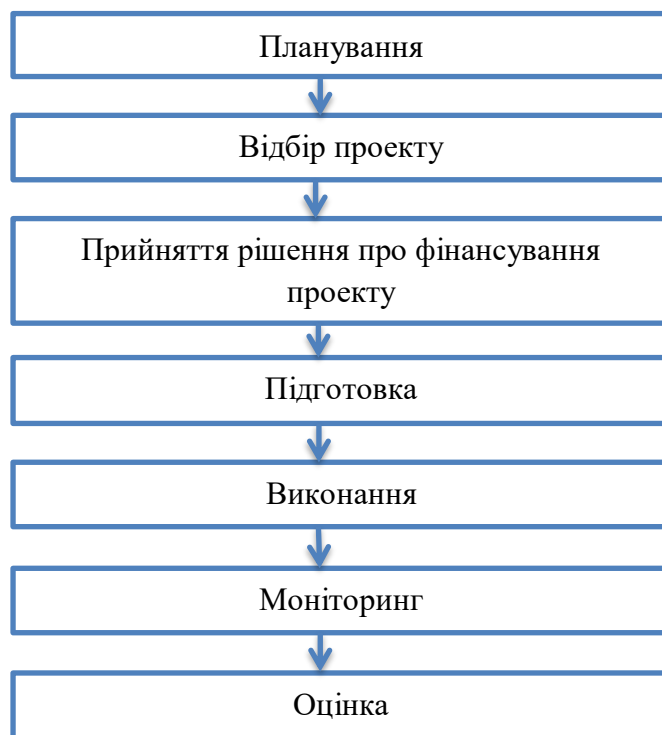 Планування
Відбір проекту
Прийняття рішення про фінансування
проекту
Підготовка
Виконання
Моніторинг
Оцінка